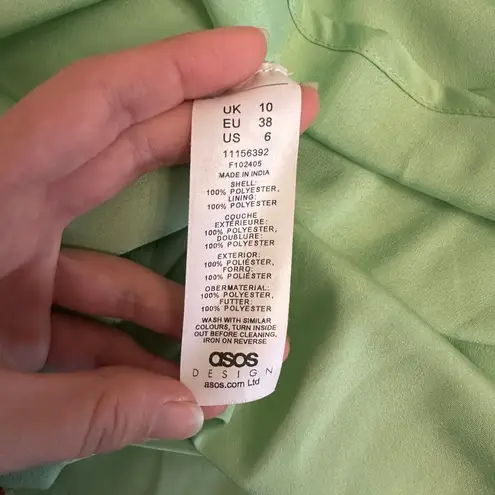 UK 10
EU 38
US 6
11156392
F102405
MADE IN INDIA
SHELL:
100% POLYESTER,
LINING:
100% POLYESTER,
COUCHE
EXTERIEURE:
100% POLYESTER,
DOUBLURE:
100% POLYESTER,
EXTERIOR:
100% POLIÉSTER,
FORRO:
100% POLIÉSTER,
OBERMATERIAL:
100% POLYESTER,
FUTTER:
100% POLYESTER,
WASH WITH SIMILAR
COLOURS, TURN INSIDE
OUT BEFORE CLEANING,
IRON ON REVERSE
asos
DESIGN
asos.com Ltd